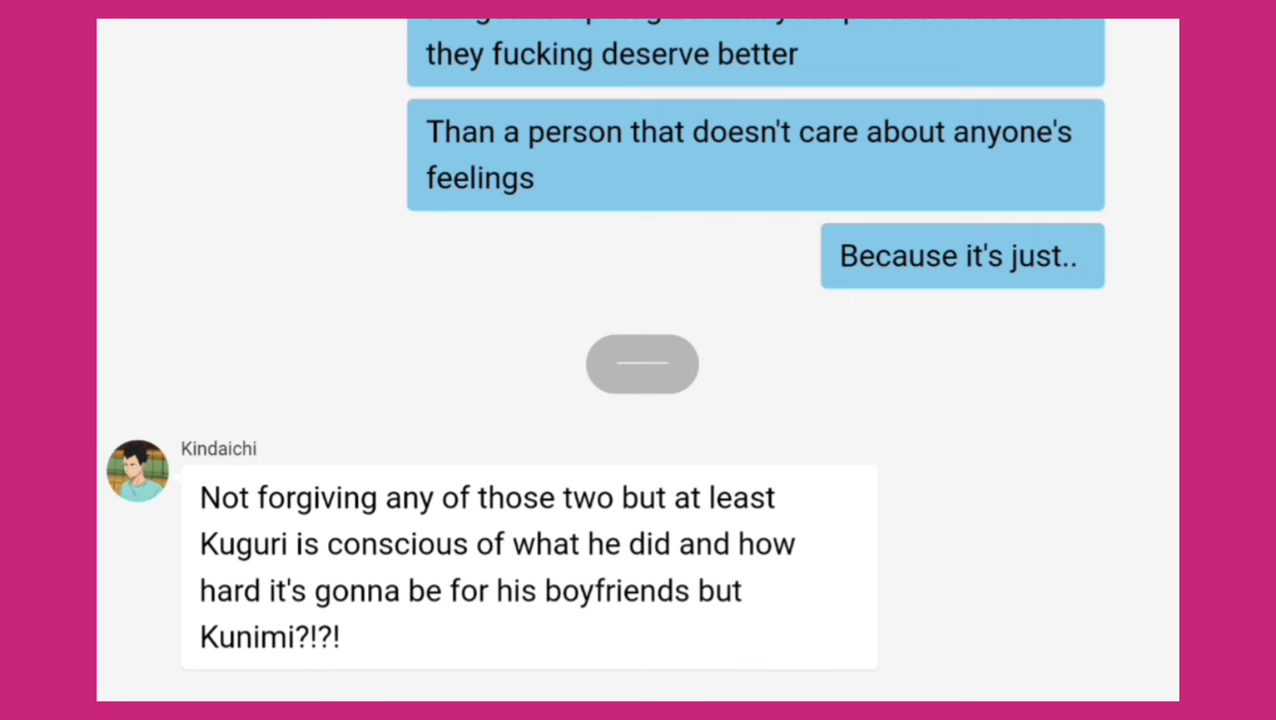 they fucking deserve better
Than a person that doesn't care about anyone's
feelings
Because it's just..
Kindaichi
Not forgiving any of those two but at least
Kuguri is conscious of what he did and how
hard it's gonna be for his boyfriends but
Kunimi?!?!